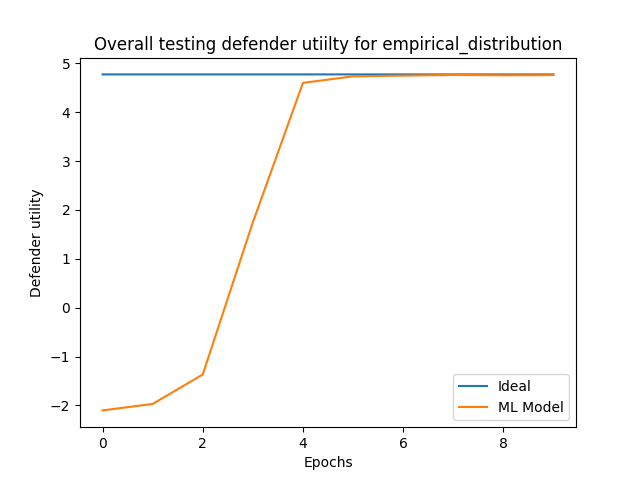 Overall testing defender utiilty for empirical_distribution
5
4
3
2
1
0
−1
−2
Defender utility
0 2 4 6 8
Epochs
Ideal
ML Model